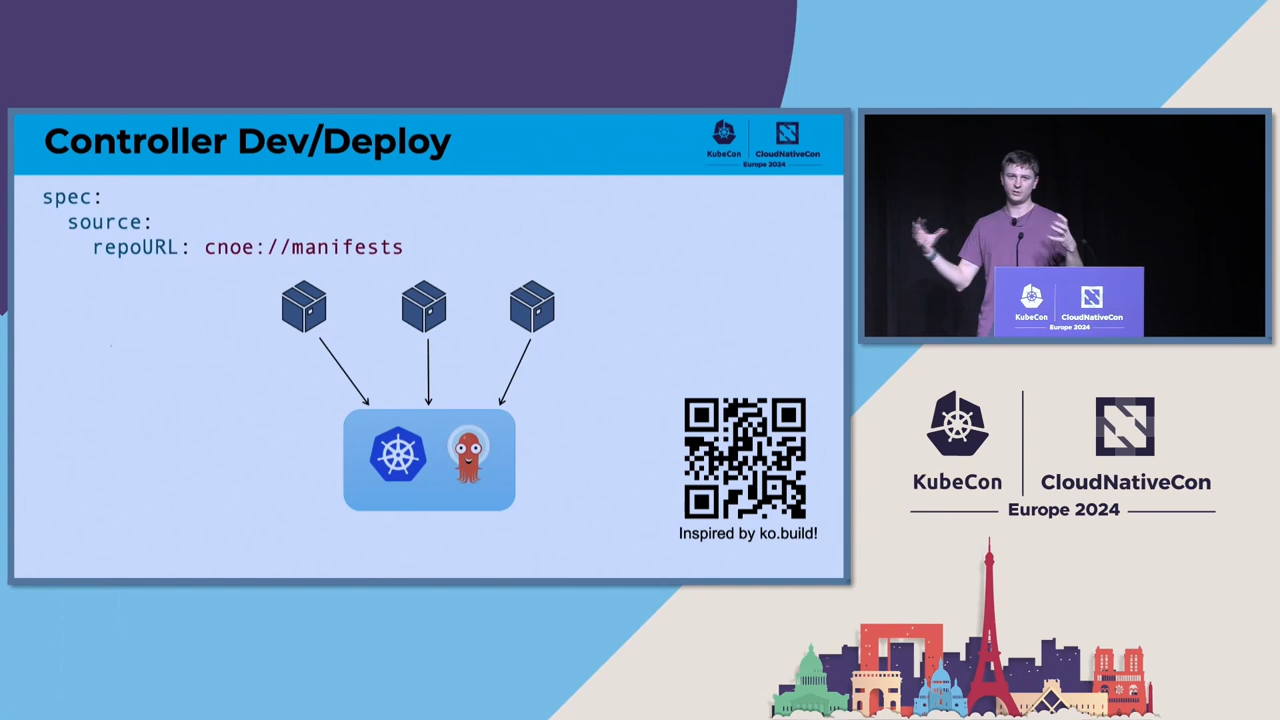 Controller Dev/Deploy
KubeCon
CloudNativeCon
Europe 2024
spec:
source:
repoURL: cnoe://manifests
Inspired by ko.build!
KubeCon
CloudNativeCon
Europe 2024
KubeCon
CloudNativeCon
Europe 2024